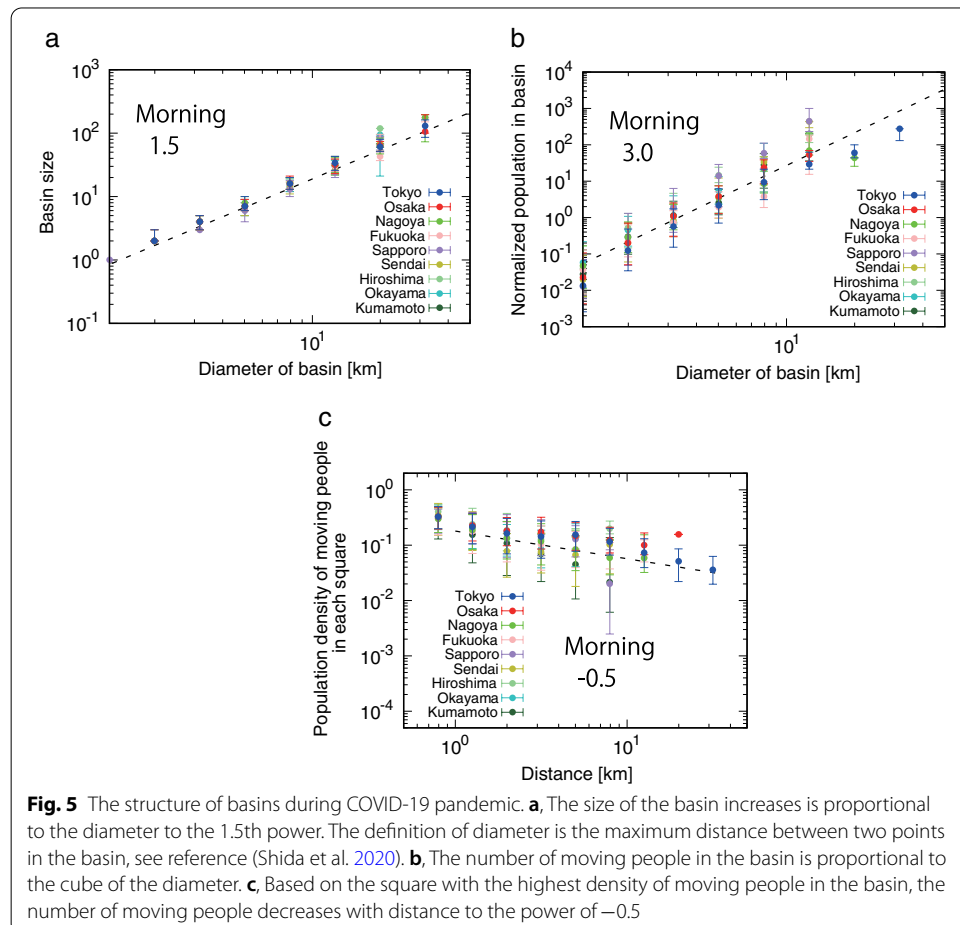 a
Basin size
10^3
10^2
10^1
10^0
10^-1
Morning
1.5
Tokyo
Osaka
Nagoya
Fukuoka
Sapporo
Sendai
Hiroshima
Okayama
Kumamoto
10^1
Diameter of basin [km]
b
Normalized population in basin
10^4
10^3
10^2
10^1
10^0
10^-1
10^-2
10^-3
Morning
3.0
Tokyo
Osaka
Nagoya
Fukuoka
Sapporo
Sendai
Hiroshima
Okayama
Kumamoto
10^1
Diameter of basin [km]
c
Population density of moving people
in each square
10^0
10^-1
10^-2
10^-3
10^-4
Tokyo
Osaka
Nagoya
Fukuoka
Sapporo
Sendai
Hiroshima
Okayama
Kumamoto
Morning
-0.5
10^0
10^1
Distance [km]
Fig. 5 The structure of basins during COVID-19 pandemic. a, The size of the basin increases is proportional
to the diameter to the 1.5th power. The definition of diameter is the maximum distance between two points
in the basin, see reference (Shida et al. 2020). b, The number of moving people in the basin is proportional to
the cube of the diameter. c, Based on the square with the highest density of moving people in the basin, the
number of moving people decreases with distance to the power of −0.5